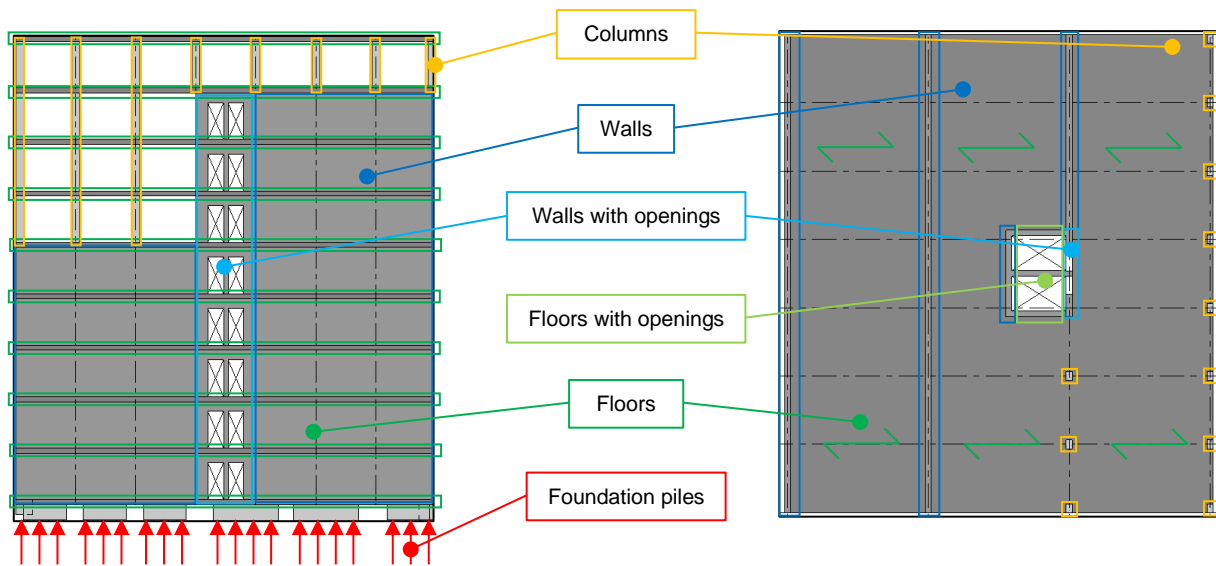 Columns
Walls
Walls with openings
Floors with openings
Floors
Foundation piles